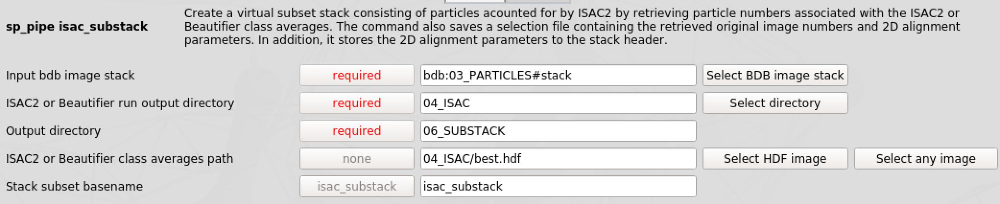 sp_pipe isac_substack
Create a virtual subset stack consisting of particles acounted for by ISAC2 by retrieving particle numbers associated with the ISAC2 or
Beautifier class averages. The command also saves a selection file containing the retrieved original image numbers and 2D alignment
parameters. In addition, it stores the 2D alignment parameters to the stack header.
Input bdb image stack required bdb:03_PARTICLES#stack Select BDB image stack
ISAC2 or Beautifier run output directory required 04_ISAC Select directory
Output directory required 06_SUBSTACK
ISAC2 or Beautifier class averages path none 04_ISAC/best.hdf Select HDF image Select any image
Stack subset basename isac_substack isac_substack